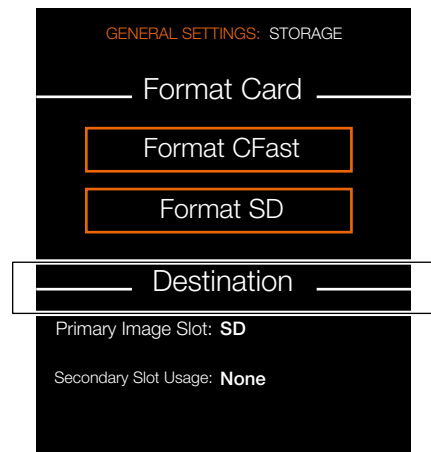 GENERAL SETTINGS: STORAGE
Format Card
Format CFast
Format SD
Destination
Primary Image Slot: SD
Secondary Slot Usage: None